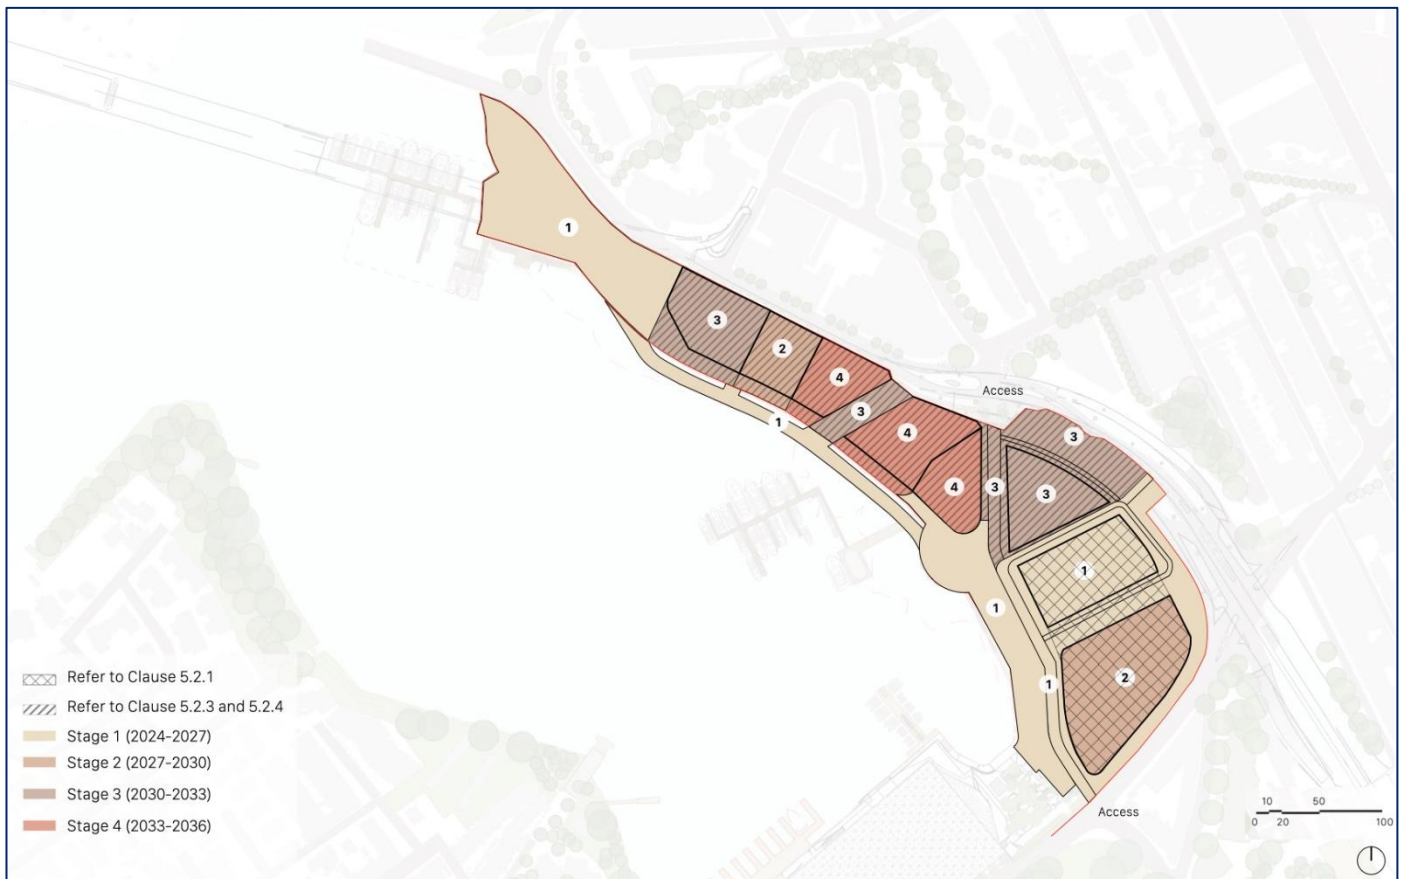 1
3
2
4
Access
3
1
4
3
4
3
3
1
1
1
2
Refer to Clause 5.2.1
Refer to Clause 5.2.3 and 5.2.4
Stage 1 (2024-2027)
Stage 2 (2027-2030)
Stage 3 (2030-2033)
Stage 4 (2033-2036)
Access
10 50
0 20 100